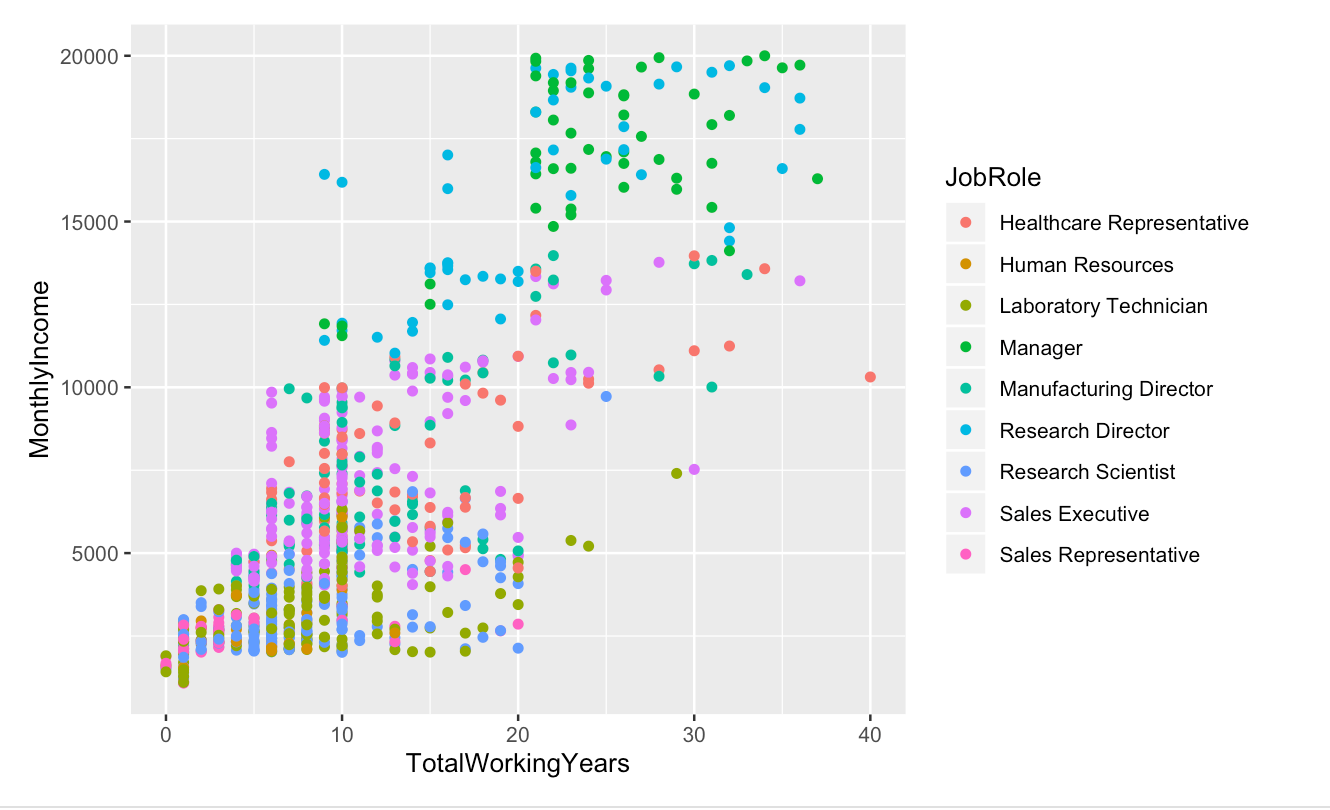 20000
15000
10000
5000
MonthlyIncome
0 10 20 30 40
TotalWorkingYears
JobRole
Healthcare Representative
Human Resources
Laboratory Technician
Manager
Manufacturing Director
Research Director
Research Scientist
Sales Executive
Sales Representative